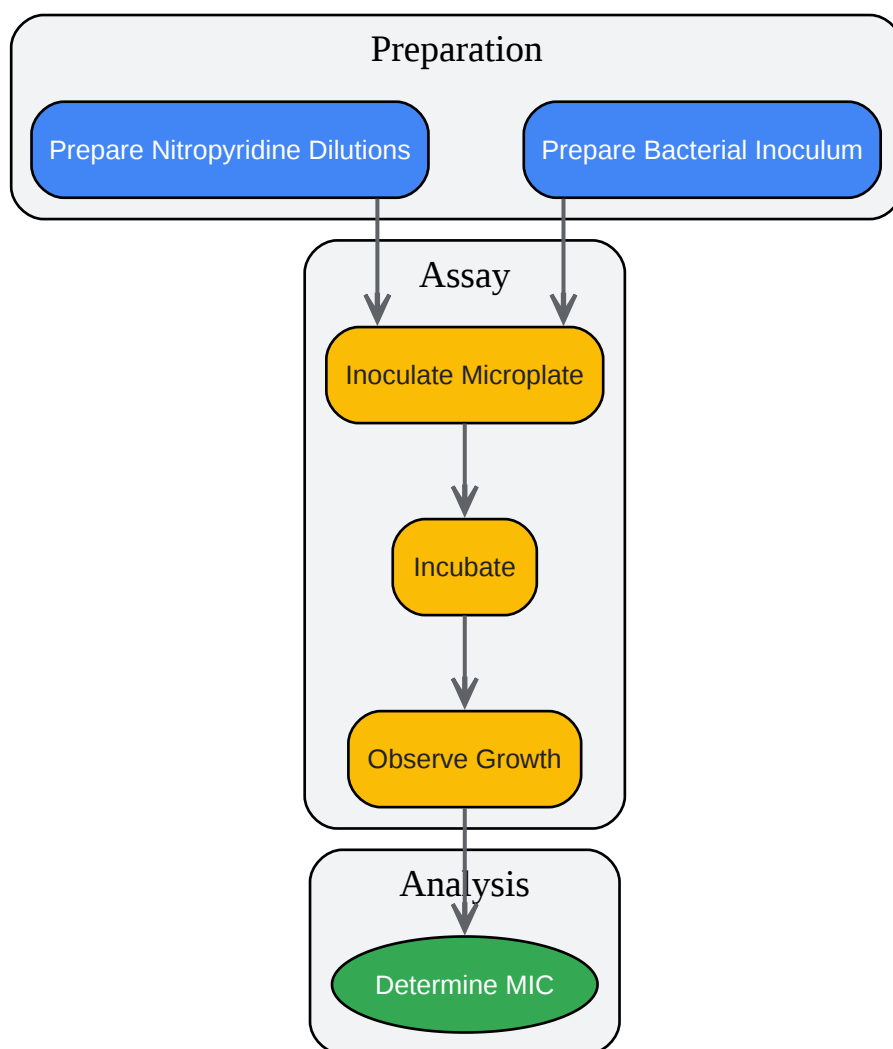 Preparation
Prepare Nitropyridine Dilutions
Prepare Bacterial Inoculum
Assay
Inoculate Microplate
Incubate
Observe Growth
Analysis
Determine MIC